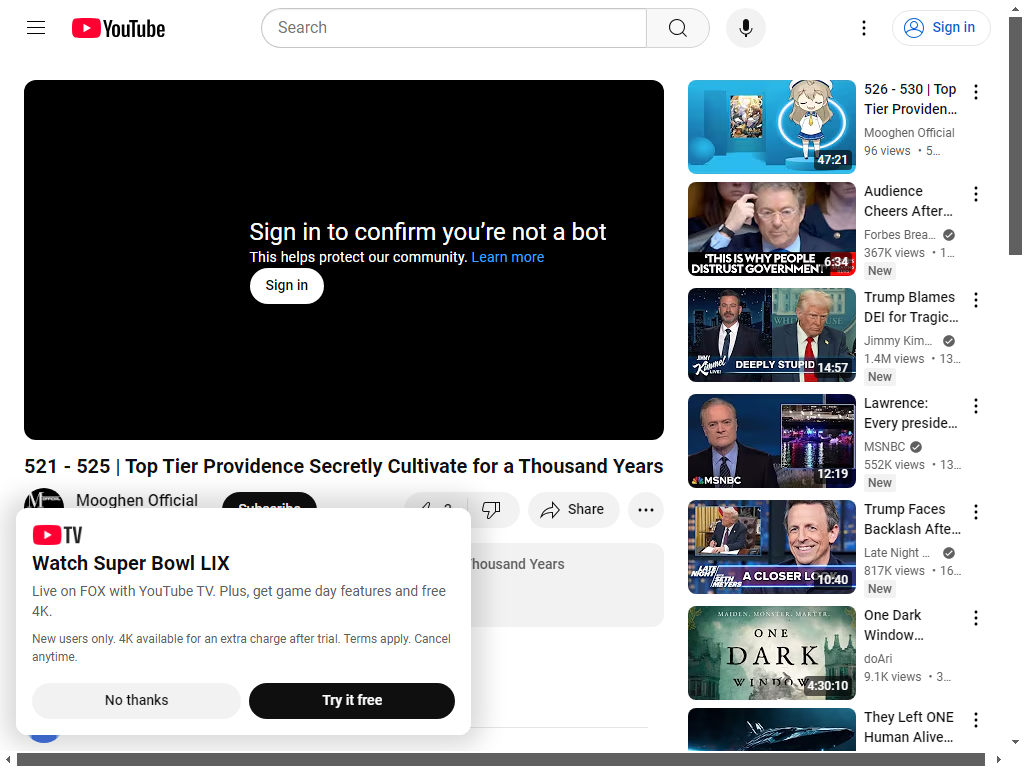 YouTube
Search
Sign in
Sign in to confirm you're not a bot
This helps protect our community. Learn more
Sign in
521 - 525 | Top Tier Providence Secretly Cultivate for a Thousand Years
Mooghen Official
Subscribe
Share
Thousand Years
TV
Watch Super Bowl LIX
Live on FOX with YouTube TV. Plus, get game day features and free
4K.
New users only. 4K available for an extra charge after trial. Terms apply. Cancel
anytime.
No thanks
Try it free
47:21
526 - 530 | Top
Tier Providen…
Mooghen Official
96 views • 5…
'THIS IS WHY PEOPLE
DISTRUST GOVERNMENT'
6:34
Audience
Cheers After…
Forbes Brea…
367K views • 1…
New
JIMMY
Kimmel
LIVE!
DEEPLY STUPID
14:57
Trump Blames
DEI for Tragic…
Jimmy Kim…
1.4M views • 13…
New
MSNBC
12:19
Lawrence:
Every preside…
MSNBC
552K views • 13…
New
LATE
NIGHT
SETH
MEYERS
A CLOSER LOOK
10:40
Trump Faces
Backlash Afte…
Late Night …
817K views • 16…
New
MAIDEN. MONSTER. MARTYR.
ONE
DARK
WINDOW
4:30:10
One Dark
Window…
doAri
9.1K views • 3…
They Left ONE
Human Alive…